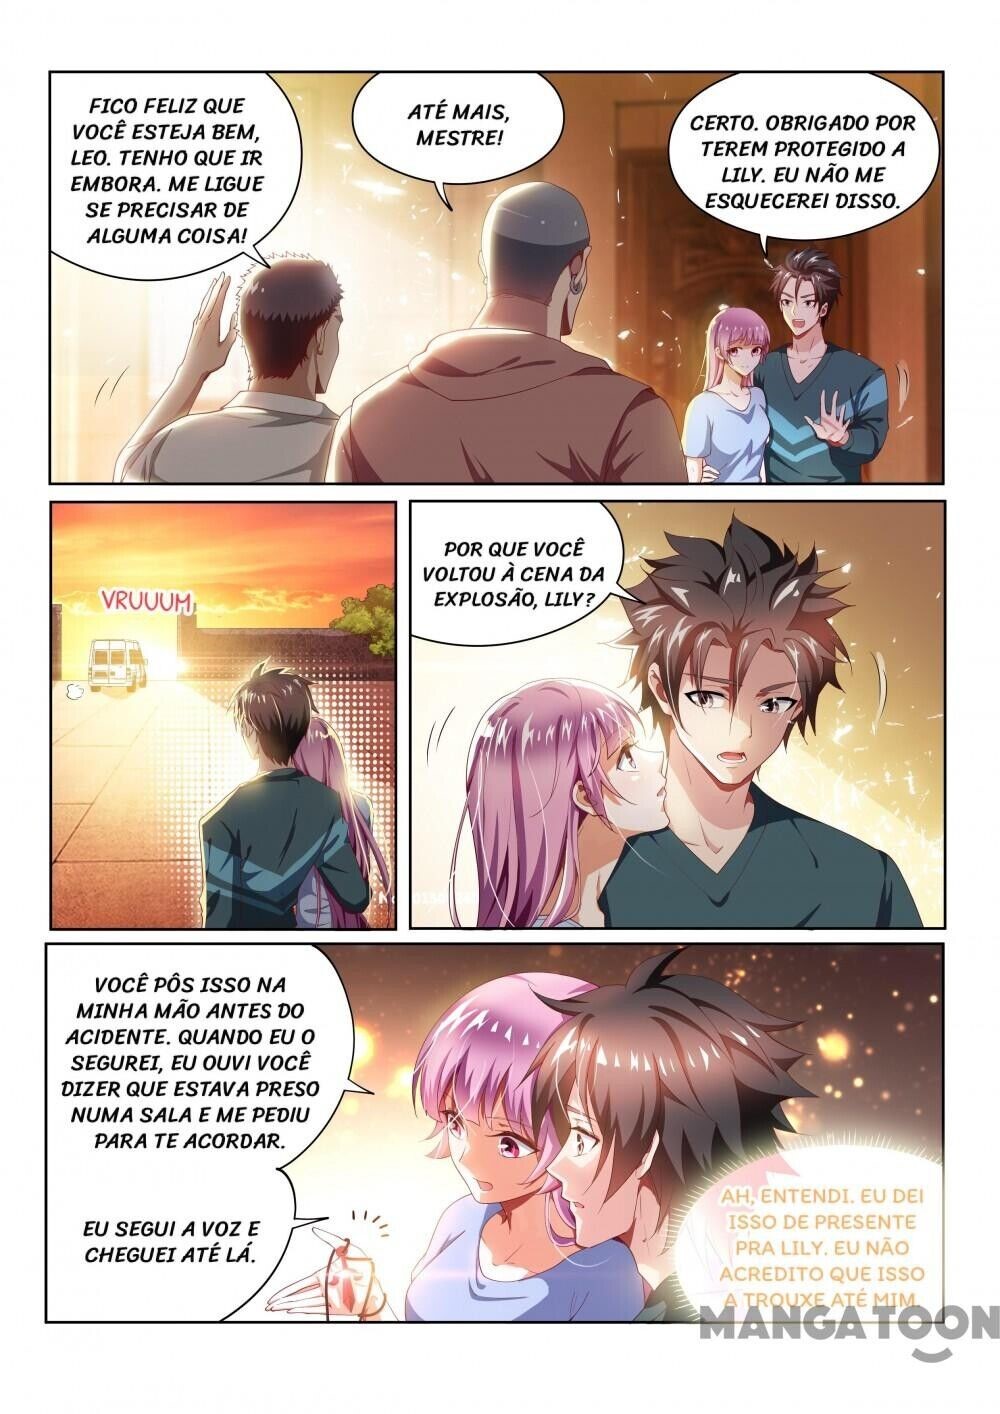 FICO FELIZ QUE
VOCÊ ESTEJA BEM,
LEO. TENHO QUE IR
EMBORA. ME LIGUE
SE PRECISAR DE
ALGUMA COISA!
ATÉ MAIS,
MESTRE!
CERTO. OBRIGADO POR
TEREM PROTEGIDO A
LILY. EU NÃO ME
ESQUECEREI DISSO.
VRUUUM
POR QUE VOCÊ
VOLTOU À CENA DA
EXPLOSÃO, LILY?
VOCÊ PÔS ISSO NA
MINHA MÃO ANTES DO
ACIDENTE. QUANDO EU O
SEGUREI, EU OUVI VOCÊ
DIZER QUE ESTAVA PRESO
NUMA SALA E ME PEDIU
PARA TE ACORDAR.
EU SEGUI A VOZ E
CHEGUEI ATÉ LÁ.
AH, ENTENDI. EU DEI
ISSO DE PRESENTE
PRA LILY. EU NÃO
ACREDITO QUE ISSO
A TROUXE ATÉ MIM.
MANGATOON